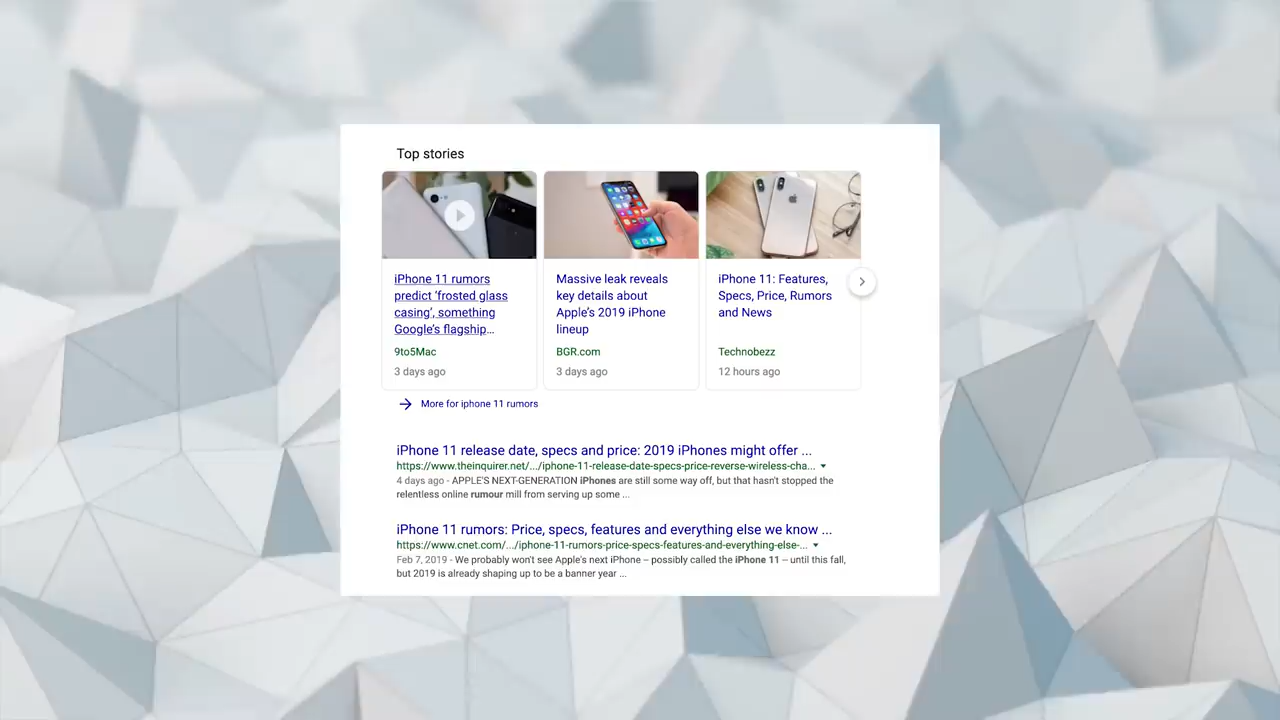 Top stories
iPhone 11 rumors
predict 'frosted glass
casing', something
Google's flagship...
9to5Mac
3 days ago
Massive leak reveals
key details about
Apple's 2019 iPhone
lineup
BGR.com
3 days ago
iPhone 11: Features,
Specs, Price, Rumors
and News
Technobezz
12 hours ago
More for iphone 11 rumors
iPhone 11 release date, specs and price: 2019 iPhones might offer ...
https://www.theinquirer.net/.../iphone-11-release-date-specs-price-reverse-wireless-cha...
4 days ago - APPLE'S NEXT-GENERATION iPhones are still some way off, but that hasn't stopped the
relentless online rumour mill from serving up some ...
iPhone 11 rumors: Price, specs, features and everything else we know ...
https://www.cnet.com/.../iphone-11-rumors-price-specs-features-and-everything-else-...
Feb 7, 2019 - We probably won't see Apple's next iPhone – possibly called the iPhone 11 – until this fall,
but 2019 is already shaping up to be a banner year ...